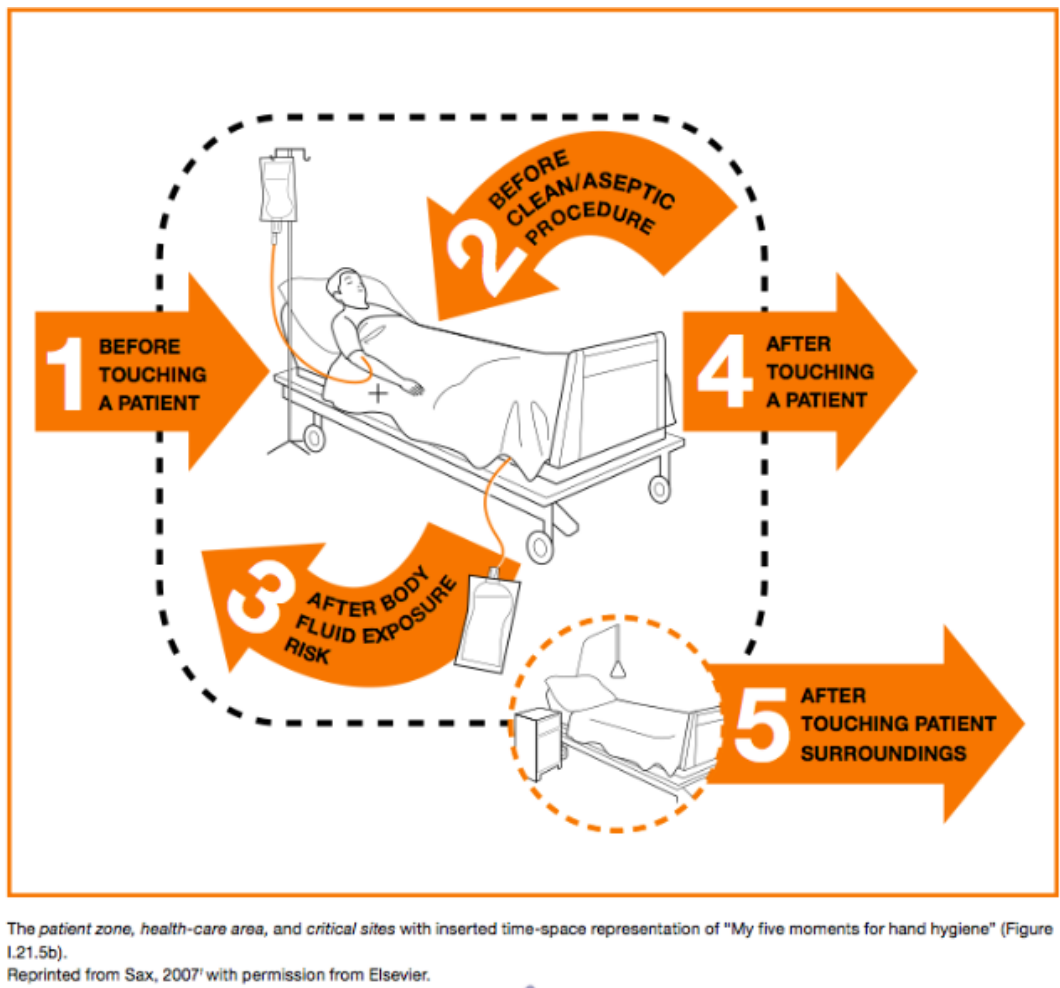 1 BEFORE
TOUCHING
A PATIENT
2 BEFORE
CLEAN/ASEPTIC
PROCEDURE
3 AFTER BODY
FLUID EXPOSURE
RISK
4 AFTER
TOUCHING
A PATIENT
5 AFTER
TOUCHING PATIENT
SURROUNDINGS
The patient zone, health-care area, and critical sites with inserted time-space representation of "My five moments for hand hygiene" (Figure
I.21.5b).
Reprinted from Sax, 2007 with permission from Elsevier.